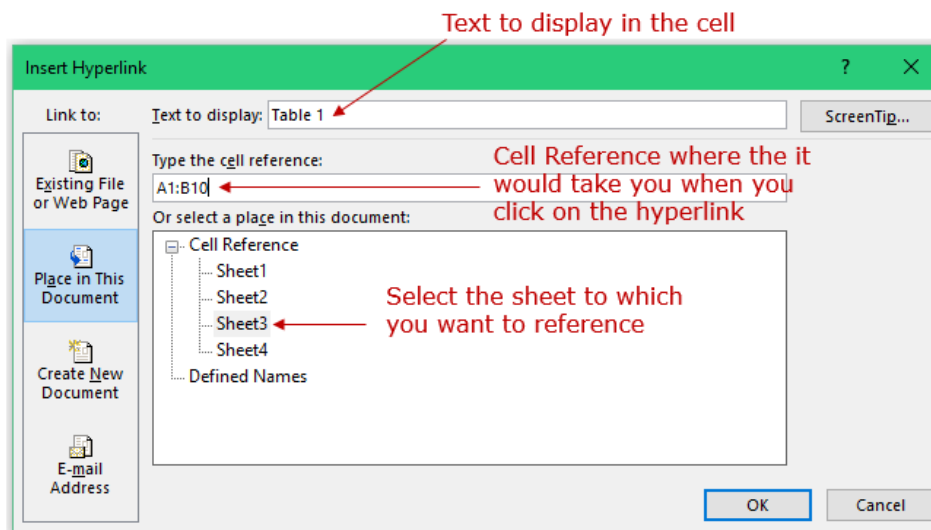 Text to display in the cell
Insert Hyperlink ? X
Link to:
Text to display: Table 1
ScreenTip...
Existing File
or Web Page
Place in This
Document
Create New
Document
E-mail
Address
Type the cell reference:
A1:B10
Cell Reference where the it
would take you when you
click on the hyperlink
Or select a place in this document:
Cell Reference
Sheet1
Sheet2
Sheet3
Sheet4
Defined Names
Select the sheet to which
you want to reference
OK
Cancel